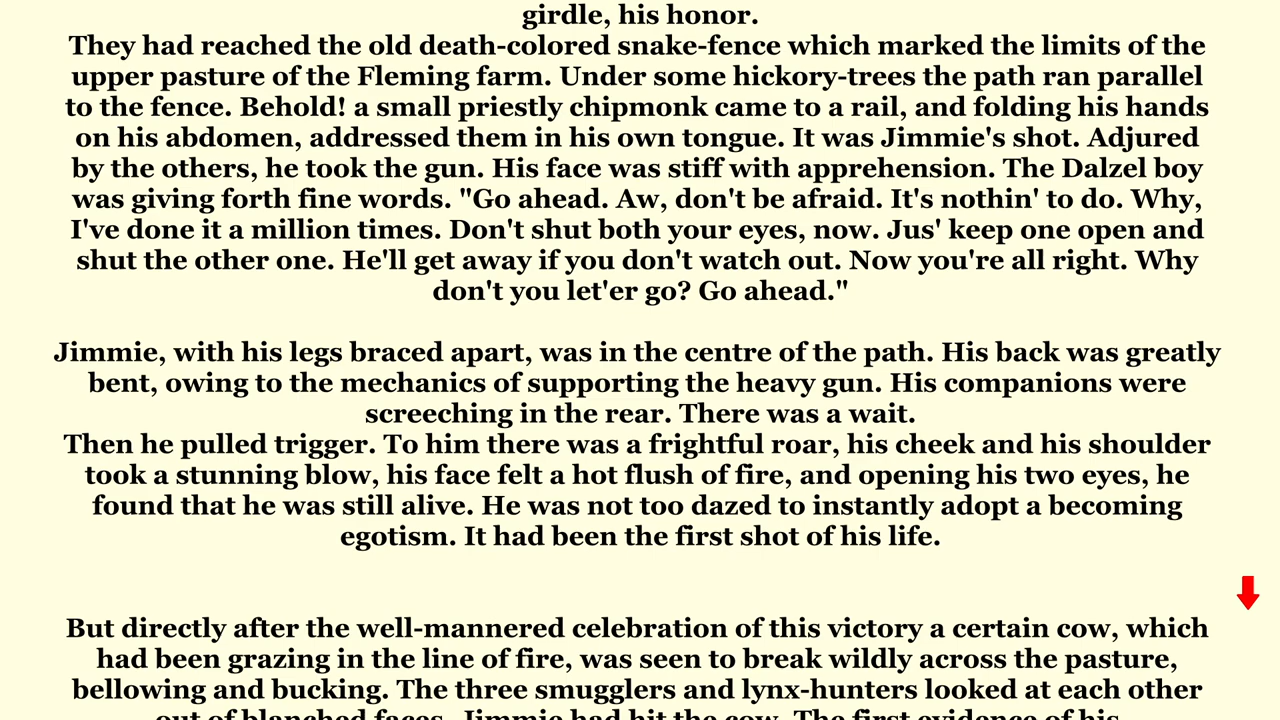 girdle, his honor.
They had reached the old death-colored snake-fence which marked the limits of the
upper pasture of the Fleming farm. Under some hickory-trees the path ran parallel
to the fence. Behold! a small priestly chipmonk came to a rail, and folding his hands
on his abdomen, addressed them in his own tongue. It was Jimmie's shot. Adjured
by the others, he took the gun. His face was stiff with apprehension. The Dalzel boy
was giving forth fine words. "Go ahead. Aw, don't be afraid. It's nothin' to do. Why,
I've done it a million times. Don't shut both your eyes, now. Jus' keep one open and
shut the other one. He'll get away if you don't watch out. Now you're all right. Why
don't you let'er go? Go ahead."
Jimmie, with his legs braced apart, was in the centre of the path. His back was greatly
bent, owing to the mechanics of supporting the heavy gun. His companions were
screeching in the rear. There was a wait.
Then he pulled trigger. To him there was a frightful roar, his cheek and his shoulder
took a stunning blow, his face felt a hot flush of fire, and opening his two eyes, he
found that he was still alive. He was not too dazed to instantly adopt a becoming
egotism. It had been the first shot of his life.
But directly after the well-mannered celebration of this victory a certain cow, which
had been grazing in the line of fire, was seen to break wildly across the pasture,
bellowing and bucking. The three smugglers and lynx-hunters looked at each other
out of blanched faces. Jimmie had hit the cow. The first evidence of his